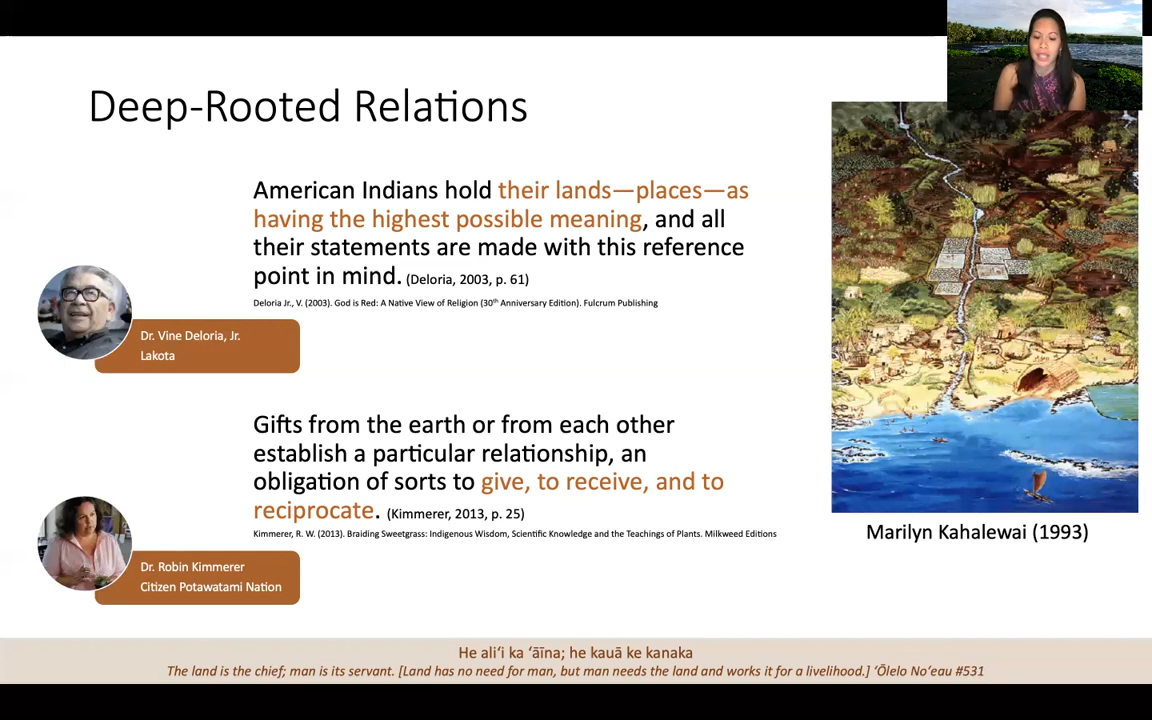 Deep-Rooted Relations
American Indians hold their lands—places—as
having the highest possible meaning, and all
their statements are made with this reference
point in mind. (Deloria, 2003, p. 61)
Deloria Jr., V. (2003). God is Red: A Native View of Religion (30th Anniversary Edition). Fulcrum Publishing
Dr. Vine Deloria, Jr.
Lakota
Gifts from the earth or from each other
establish a particular relationship, an
obligation of sorts to give, to receive, and to
reciprocate. (Kimmerer, 2013, p. 25)
Kimmerer, R. W. (2013). Braiding Sweetgrass: Indigenous Wisdom, Scientific Knowledge and the Teachings of Plants. Milkweed Editions
Dr. Robin Kimmerer
Citizen Potawatami Nation
Marilyn Kahalewai (1993)
He aliʻi ka ʻāīna; he kauā ke kanaka
The land is the chief; man is its servant. [Land has no need for man, but man needs the land and works it for a livelihood.] ʻŌlelo Noʻeau #531